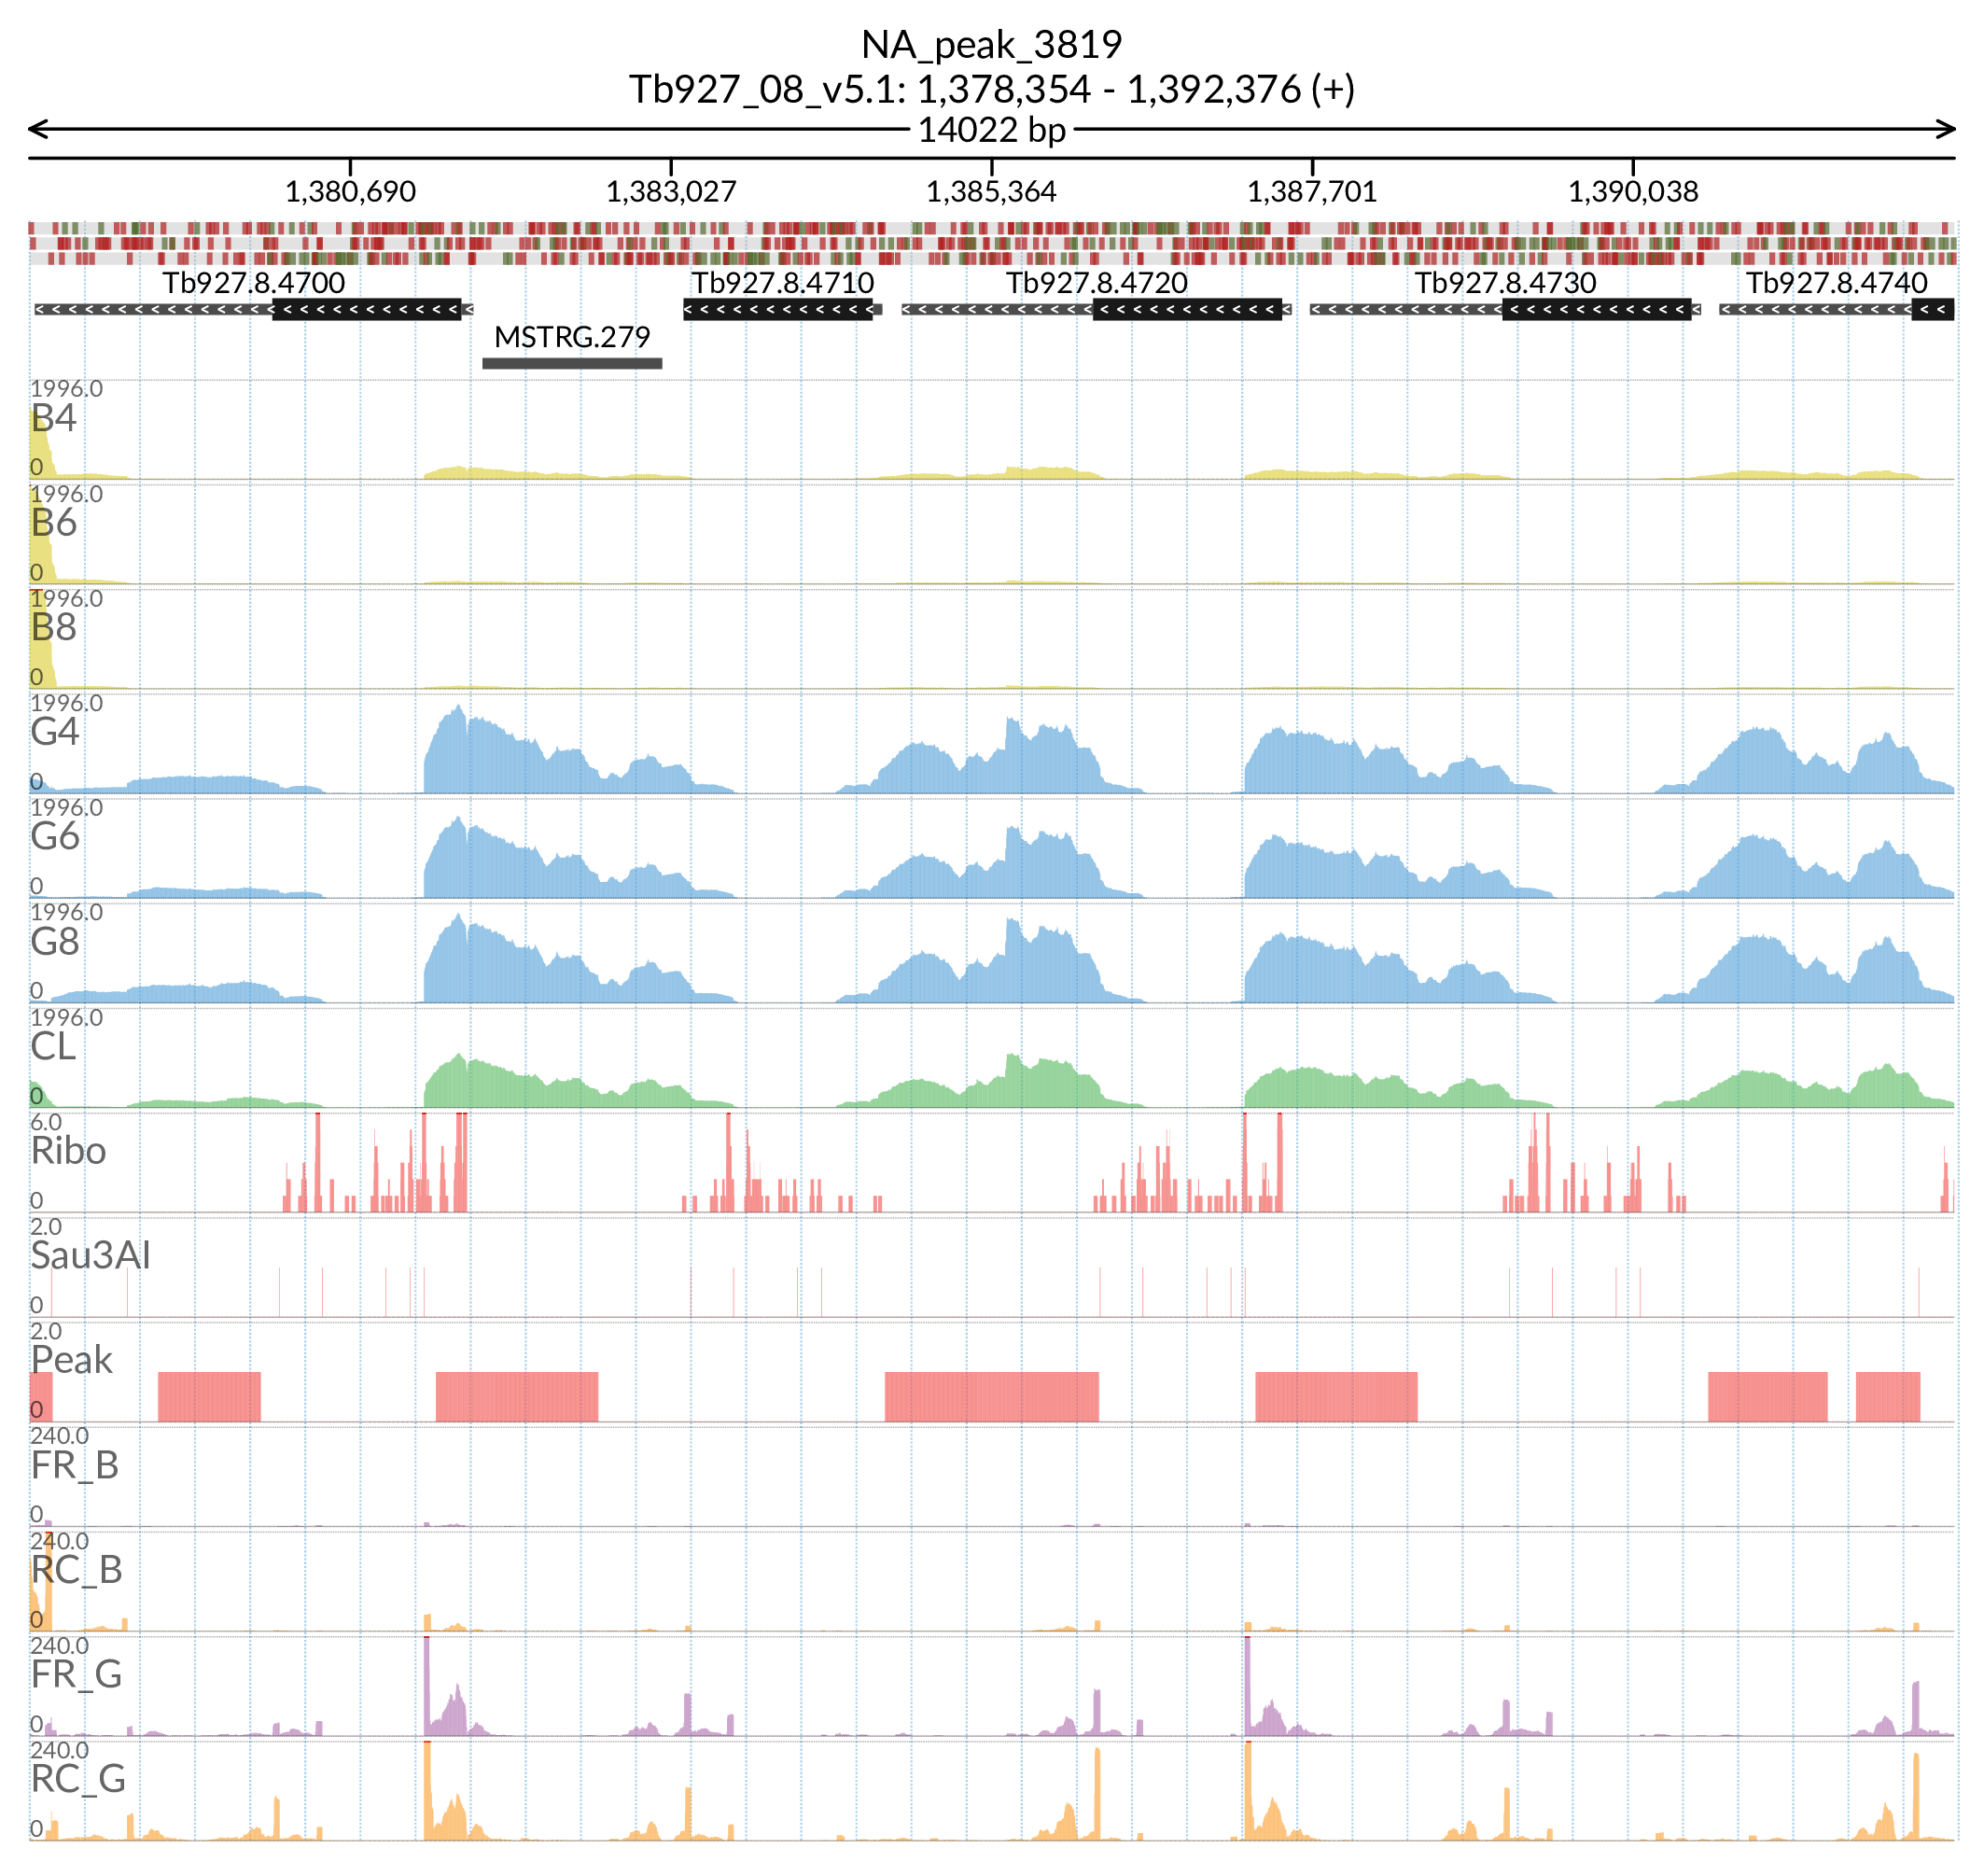 NA_peak_3819
Tb927_08_v5.1: 1,378,354 - 1,392,376 (+)
14022 bp
1,380,690 1,383,027 1,385,364 1,387,701 1,390,038
Tb927.8.4700 Tb927.8.4710 Tb927.8.4720 Tb927.8.4730 Tb927.8.4740
MSTRG.279
1996.0
B4
0
1996.0
B6
0
1996.0
B8
0
1996.0
G4
0
1996.0
G6
0
1996.0
G8
0
1996.0
CL
0
6.0
Ribo
0
2.0
Sau3AI
0
2.0
Peak
0
240.0
FR_B
0
240.0
RC_B
0
240.0
FR_G
0
240.0
RC_G
0